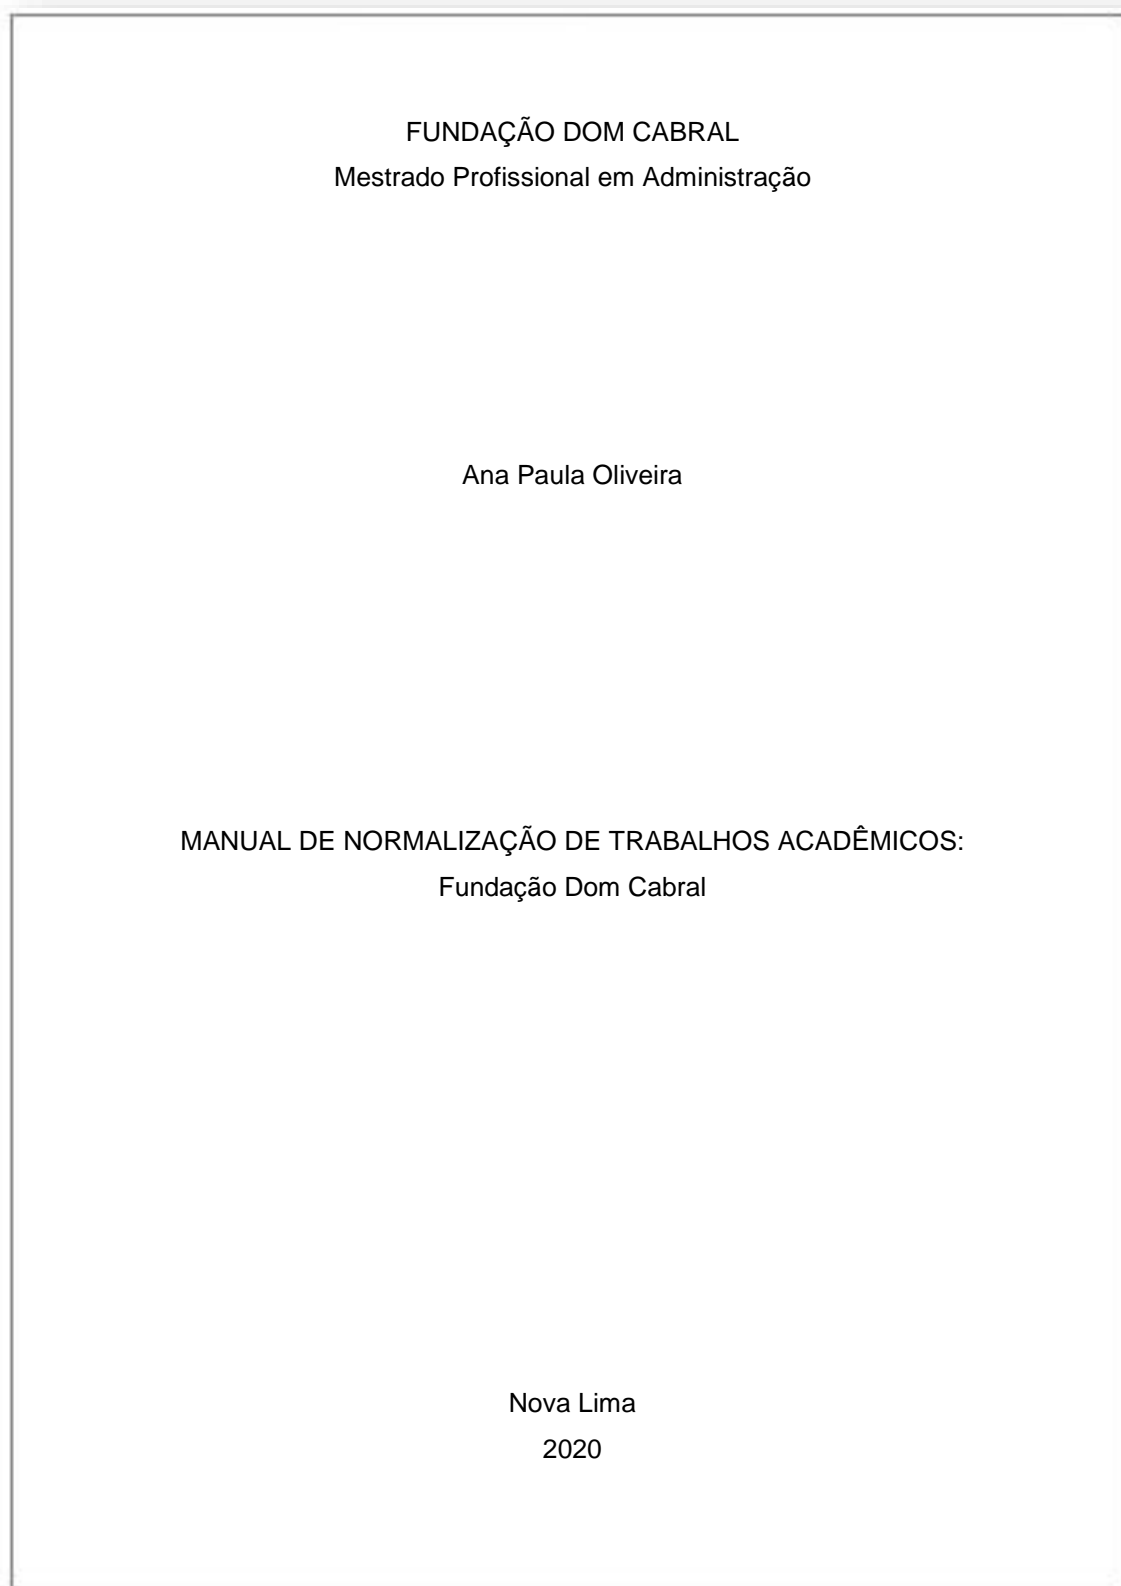 FUNDAÇÃO DOM CABRAL
Mestrado Profissional em Administração
Ana Paula Oliveira
MANUAL DE NORMALIZAÇÃO DE TRABALHOS ACADÊMICOS:
Fundação Dom Cabral
Nova Lima
2020